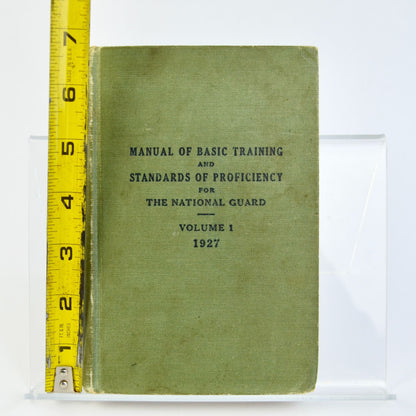 MANUAL OF BASIC TRAINING
AND
STANDARDS OF PROFICIENCY
FOR
THE NATIONAL GUARD
VOLUME 1
1927
7
6
5
4
3
2
1